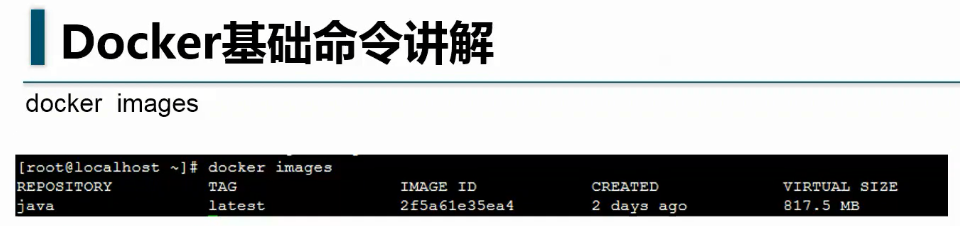 Docker基础命令讲解
docker images
[root@localhost ~]# docker images
REPOSITORY TAG IMAGE ID CREATED VIRTUAL SIZE
java latest 2f5a61e35ea4 2 days ago 817.5 MB